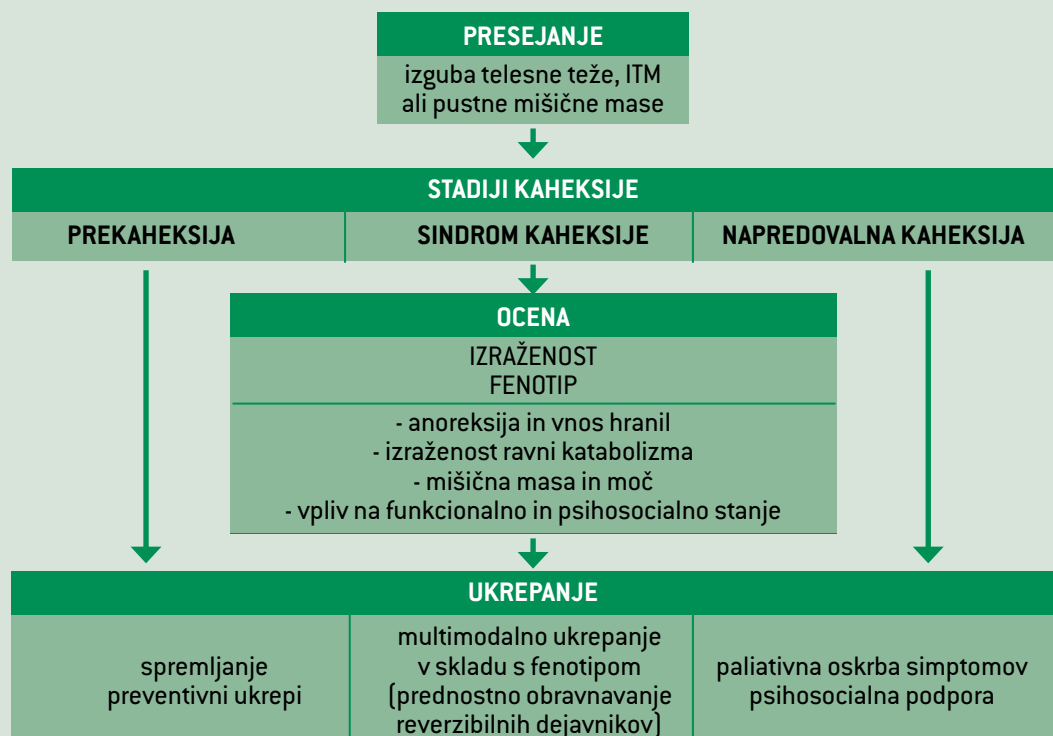 PRESEJANJE
izguba telesne teže, ITM
ali pustne mišične mase
STADIJI KAHEKSIJE
PREKAHEKSIJA
SINDROM KAHEKSIJE
NAPREDOVALNA KAHEKSIJA
OCENA
IZRAŽENOST
FENOTIP
- anoreksija in vnos hranil
- izraženost ravni katabolizma
- mišična masa in moč
- vpliv na funkcionalno in psihosocialno stanje
UKREPANJE
spremljanje
preventivni ukrepi
multimodalno ukrepanje
v skladu s fenotipom
(prednostno obravnavanje
reverzibilnih dejavnikov)
paliativna oskrba simptomov
psihosocialna podpora